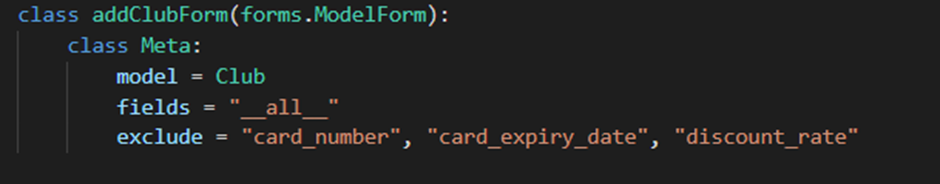 class addClubForm(forms.ModelForm):
    class Meta:
        model = Club
        fields = "__all__"
        exclude = "card_number", "card_expiry_date", "discount_rate"